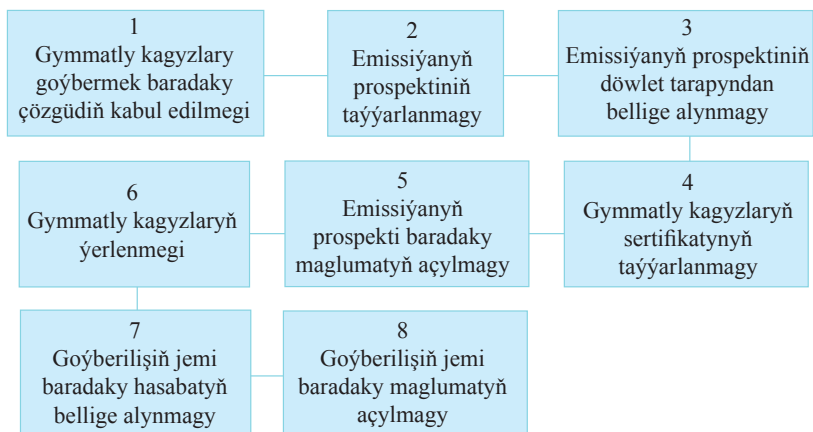 1
Gymmatly kagyzlary
goýbermek baradaky
çözgüdiň kabul edilmegi
2
Emissiýanyň
prospektiniň
taýýarlanmagy
3
Emissiýanyň prospektiniň
döwlet tarapyndan
bellige alynmagy
4
Gymmatly kagyzlaryň
sertifikatynyň
taýýarlanmagy
5
Emissiýanyň
prospekti baradaky
maglumatyň açylmagy
6
Gymmatly kagyzlaryň
ýerlenmegi
7
Goýberilişiň jemi
baradaky hasabatyň
bellige alynmagy
8
Goýberilişiň jemi
baradaky maglumatyň
açylmagy